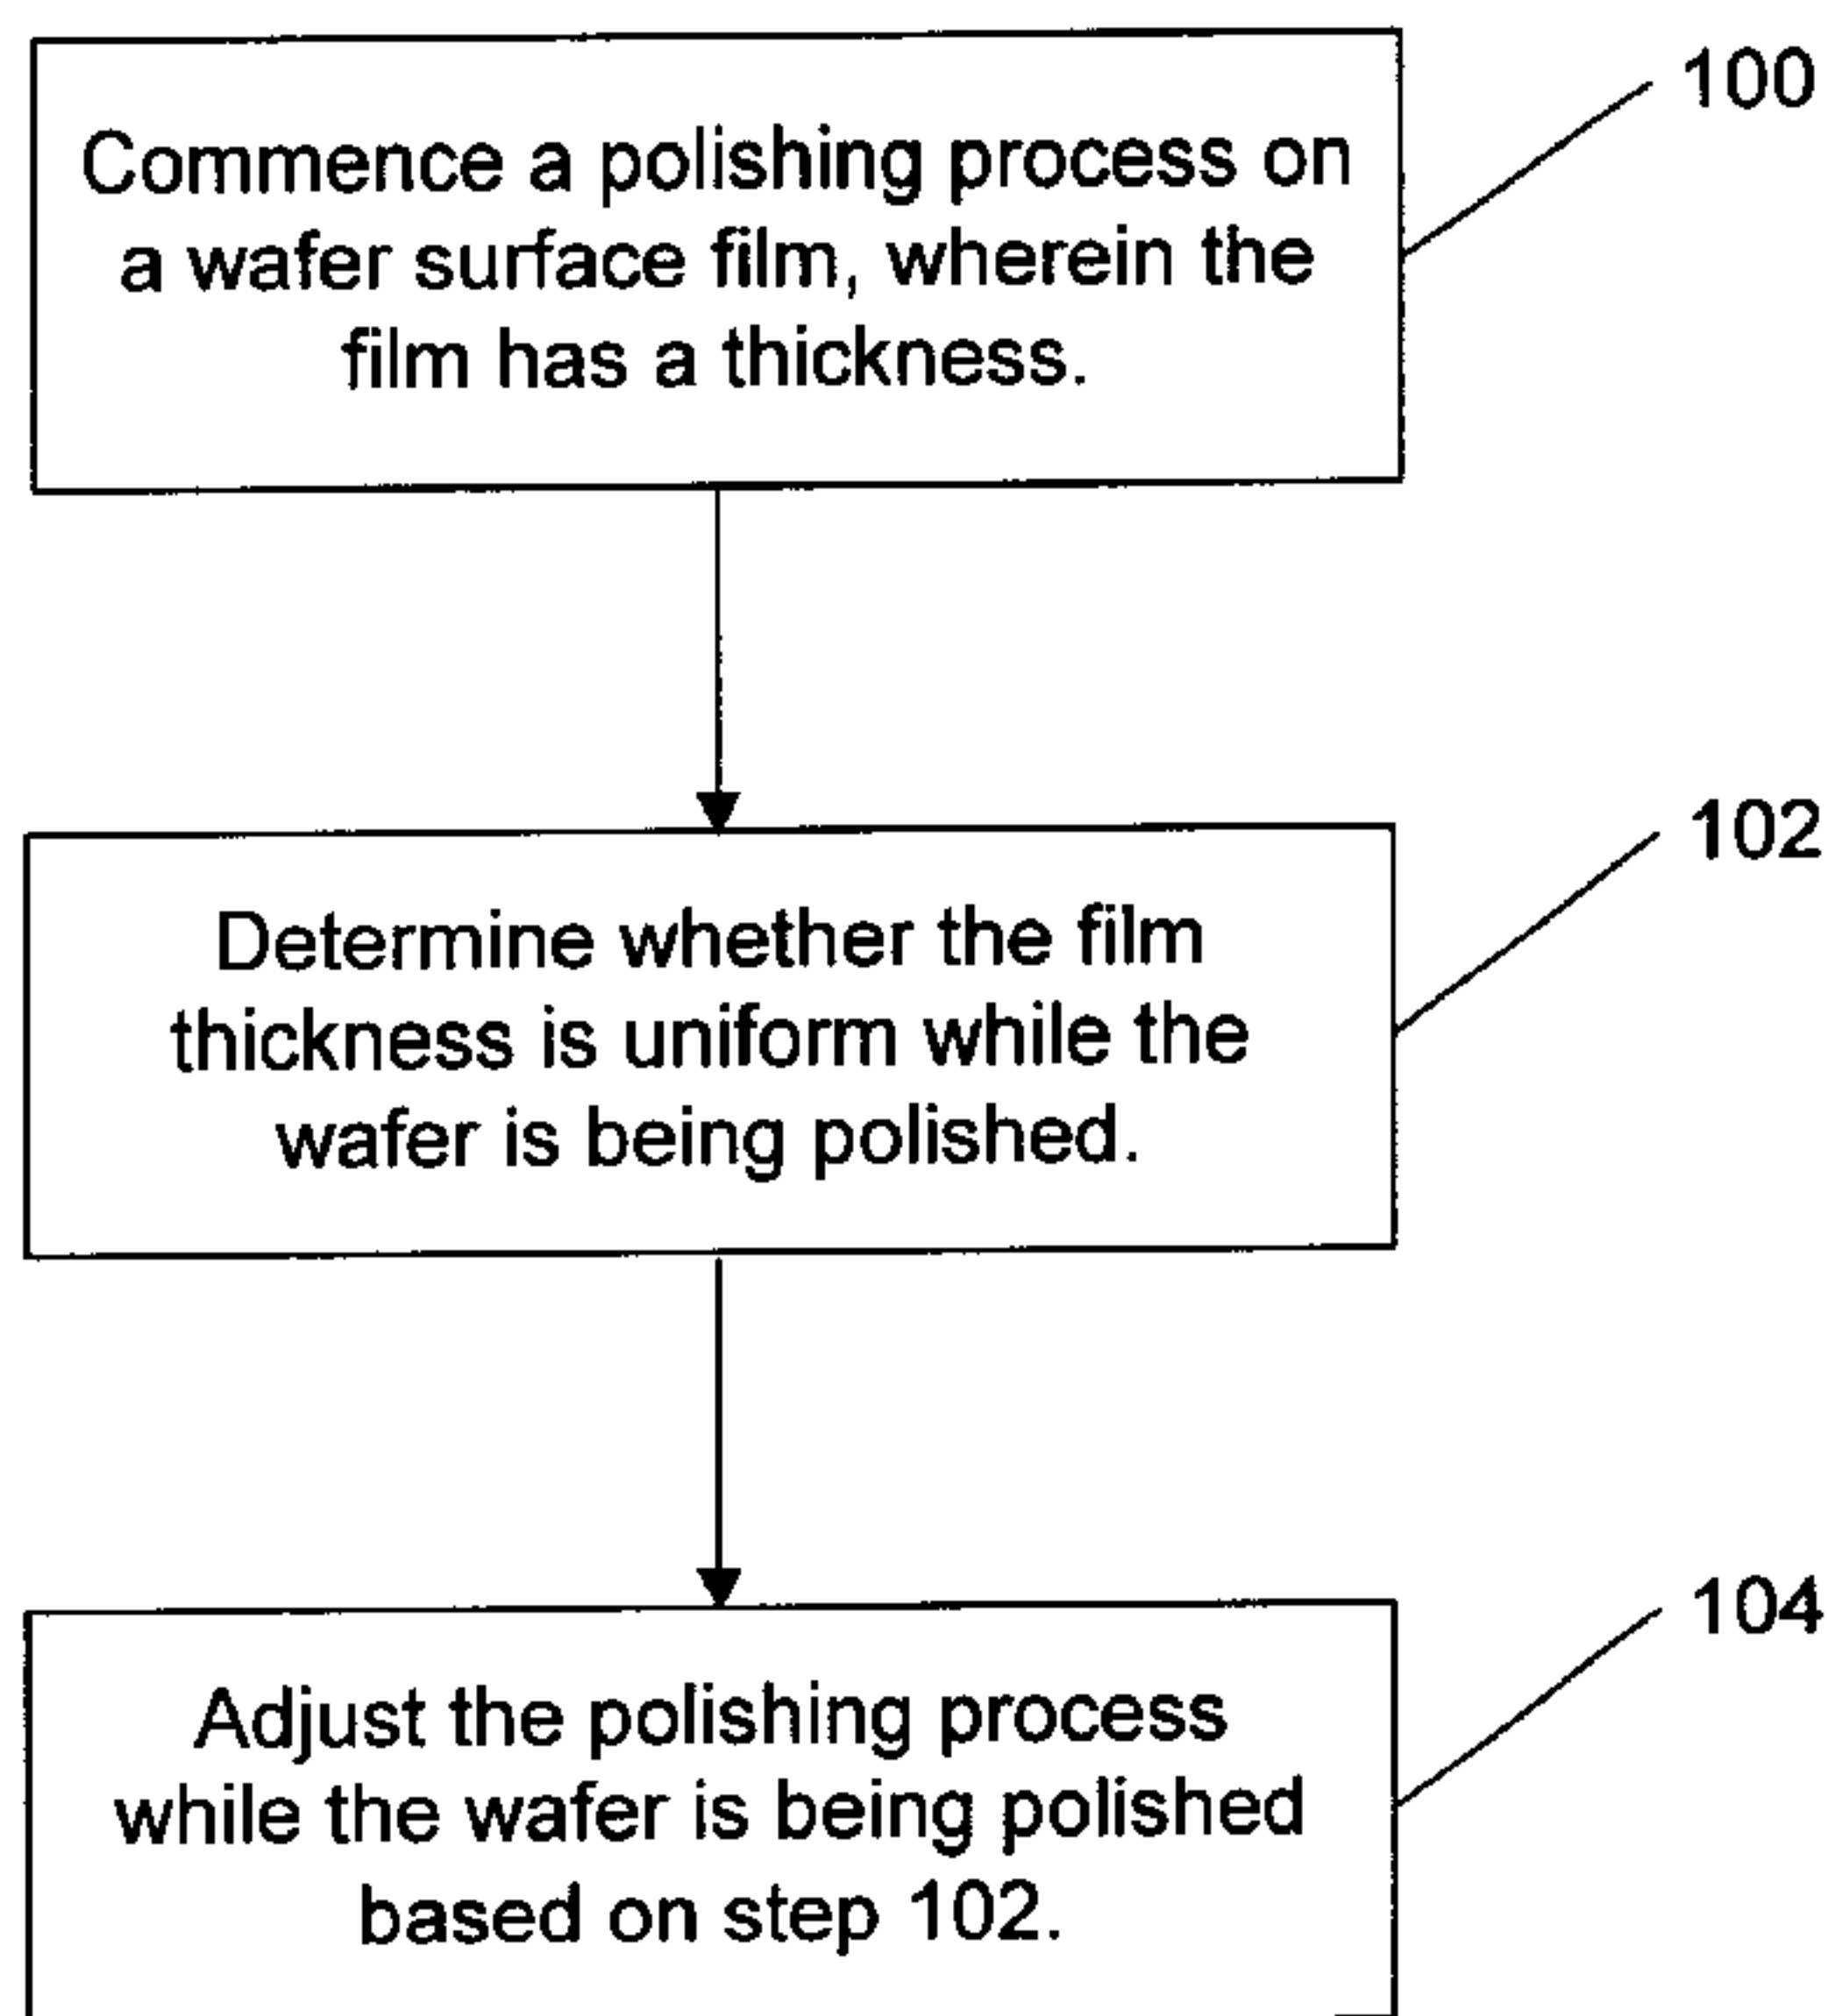 Commence a polishing process on
a wafer surface film, wherein the
film has a thickness.
100
Determine whether the film
thickness is uniform while the
wafer is being polished.
102
Adjust the polishing process
while the wafer is being polished
based on step 102.
104